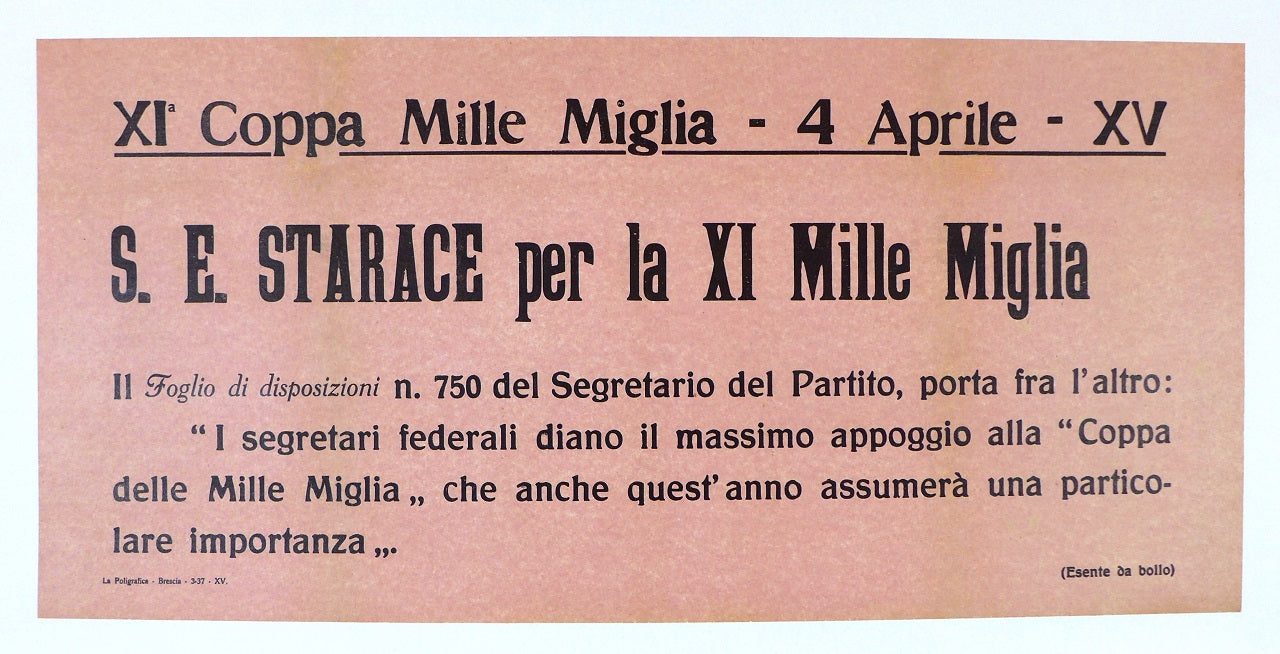 XIª Coppa Mille Miglia - 4 Aprile - XV
S. E. STARACE per la XI Mille Miglia
Il Foglio di disposizioni n. 750 del Segretario del Partito, porta fra l'altro:
“ I segretari federali diano il massimo appoggio alla “ Coppa
delle Mille Miglia „ che anche quest'anno assumerà una partico-
lare importanza „.
La Poligrafica - Brescia - 3-37 - XV.
(Esente da bollo)